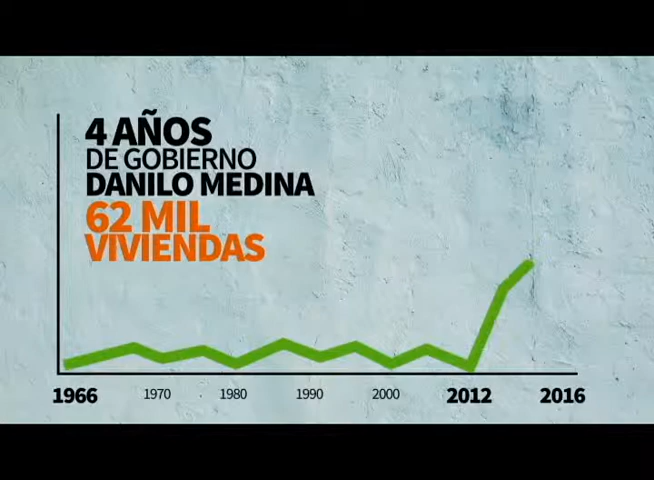 4 AÑOS
DE GOBIERNO
DANILO MEDINA
62 MIL
VIVIENDAS
1966 1970 1980 1990 2000 2012 2016